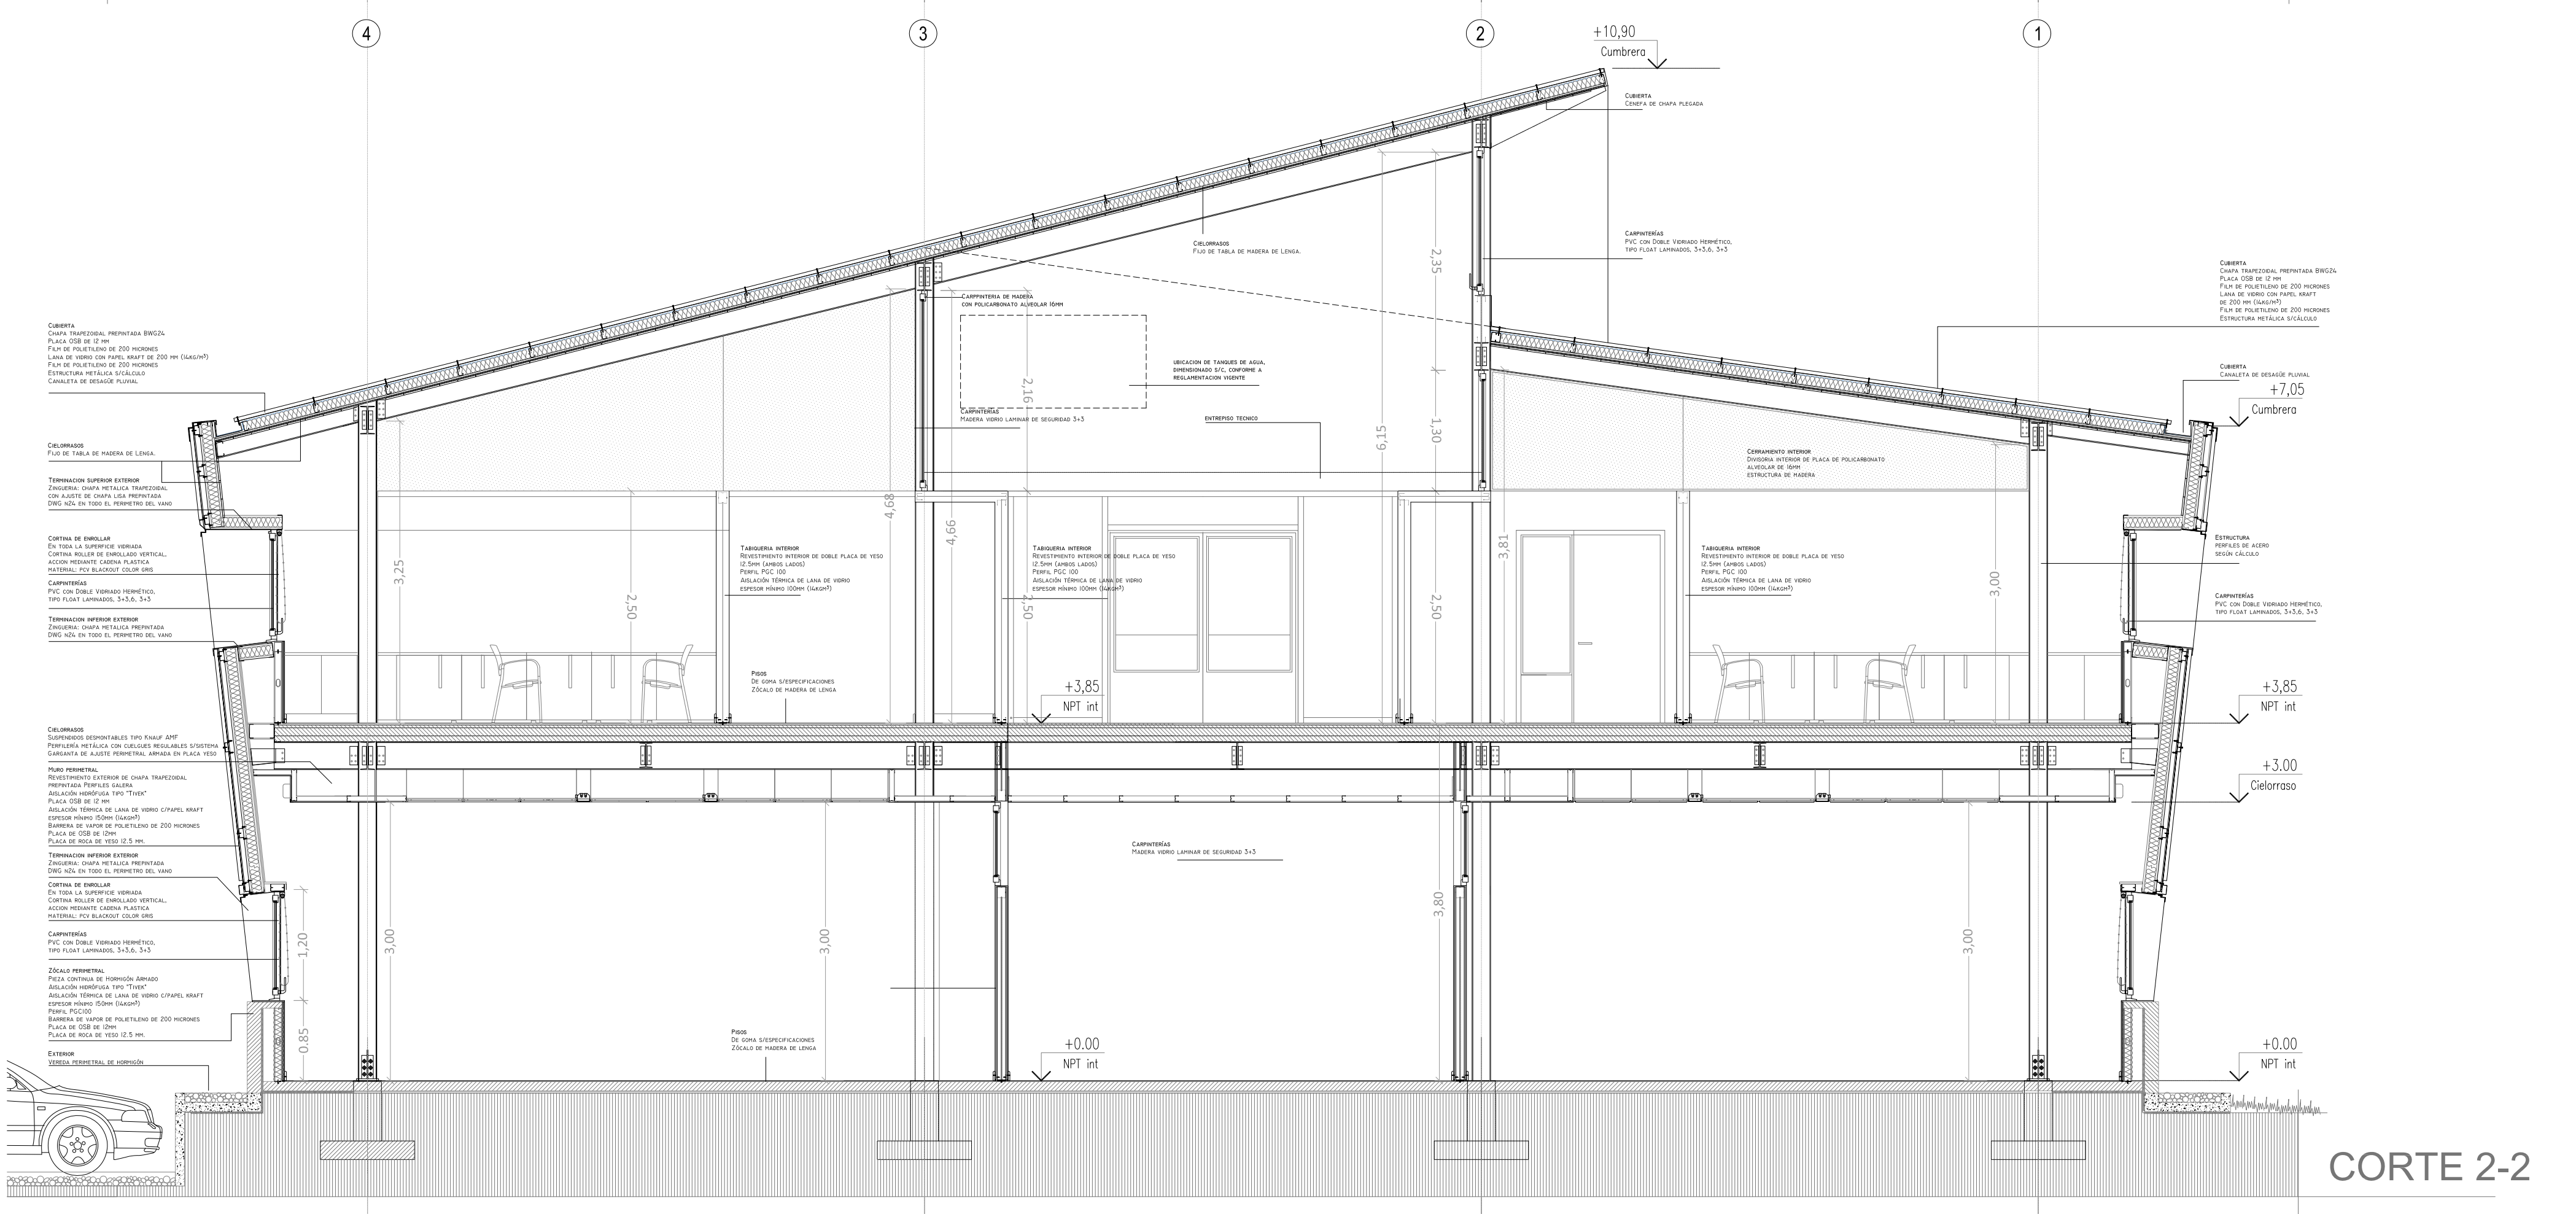 4
3
2
1
+10,90
Cumbrera
CUBIERTA
CENEFA DE CHAPA PLEGADA
CARPINTERÍAS
PVC CON DOBLE VIDRIADO HERMÉTICO,
TIPO FLOAT LAMINADOS, 3+3,6, 3+3
CIELORRASOS
FIJO DE TABLA DE MADERA DE LENGA.
2,35
CUBIERTA
CHAPA TRAPEZOIDAL PREPINTADA BWG24
PLACA OSB DE 12 MM
FILM DE POLIETILENO DE 200 MICRONES
LANA DE VIDRIO CON PAPEL KRAFT
DE 200 MM (14KG/M³)
FILM DE POLIETILENO DE 200 MICRONES
ESTRUCTURA METÁLICA S/CÁLCULO
CARPPINTERIA DE MADERA
CON POLICARBONATO ALVEOLAR 16MM
CUBIERTA
CHAPA TRAPEZOIDAL PREPINTADA BWG24
PLACA OSB DE 12 MM
FILM DE POLIETILENO DE 200 MICRONES
LANA DE VIDRIO CON PAPEL KRAFT DE 200 MM (14KG/M³)
FILM DE POLIETILENO DE 200 MICRONES
ESTRUCTURA METÁLICA S/CÁLCULO
CANALETA DE DESAGÜE PLUVIAL
UBICACION DE TANQUES DE AGUA,
DIMENSIONADO S/C, CONFORME A
REGLAMENTACION VIGENTE
2,16
CUBIERTA
CANALETA DE DESAGÜE PLUVIAL
+7,05
Cumbrera
CARPINTERÍAS
MADERA VIDRIO LAMINAR DE SEGURIDAD 3+3
ENTREPISO TECNICO
6,15
1,30
CIELORRASOS
FIJO DE TABLA DE MADERA DE LENGA.
CERRAMIENTO INTERIOR
DIVISORIA INTERIOR DE PLACA DE POLICARBONATO
ALVEOLAR DE 16MM
ESTRUCTURA DE MADERA
TERMINACION SUPERIOR EXTERIOR
ZINGUERIA: CHAPA METALICA TRAPEZOIDAL
CON AJUSTE DE CHAPA LISA PREPINTADA
DWG N24 EN TODO EL PERIMETRO DEL VANO
4,68
4,66
3,81
3,25
3,00
2,50
2,50
2,50
CORTINA DE ENROLLAR
EN TODA LA SUPERFICIE VIDRIADA
CORTINA ROLLER DE ENROLLADO VERTICAL,
ACCION MEDIANTE CADENA PLASTICA
MATERIAL: PCV BLACKOUT COLOR GRIS
TABIQUERIA INTERIOR
REVESTIMIENTO INTERIOR DE DOBLE PLACA DE YESO
12.5MM (AMBOS LADOS)
PERFIL PGC 100
AISLACIÓN TÉRMICA DE LANA DE VIDRIO
ESPESOR MÍNIMO 100MM (14KGM³)
TABIQUERIA INTERIOR
REVESTIMIENTO INTERIOR DE DOBLE PLACA DE YESO
12.5MM (AMBOS LADOS)
PERFIL PGC 100
AISLACIÓN TÉRMICA DE LANA DE VIDRIO
ESPESOR MÍNIMO 100MM (14KGM³)
TABIQUERIA INTERIOR
REVESTIMIENTO INTERIOR DE DOBLE PLACA DE YESO
12.5MM (AMBOS LADOS)
PERFIL PGC 100
AISLACIÓN TÉRMICA DE LANA DE VIDRIO
ESPESOR MÍNIMO 100MM (14KGM³)
ESTRUCTURA
PERFILES DE ACERO
SEGÚN CÁLCULO
CARPINTERÍAS
PVC CON DOBLE VIDRIADO HERMÉTICO,
TIPO FLOAT LAMINADOS, 3+3,6, 3+3
CARPINTERÍAS
PVC CON DOBLE VIDRIADO HERMÉTICO,
TIPO FLOAT LAMINADOS, 3+3,6, 3+3
TERMINACION INFERIOR EXTERIOR
ZINGUERIA: CHAPA METALICA PREPINTADA
DWG N24 EN TODO EL PERIMETRO DEL VANO
PISOS
DE GOMA S/ESPECIFICACIONES
ZÓCALO DE MADERA DE LENGA
+3,85
NPT int
+3,85
NPT int
CIELORRASOS
SUSPENDIDOS DESMONTABLES TIPO KNAUF AMF
PERFILERÍA METÁLICA CON CUELGUES REGULABLES S/SISTEMA
GARGANTA DE AJUSTE PERIMETRAL ARMADA EN PLACA YESO
+3.00
Cielorraso
MURO PERIMETRAL
REVESTIMIENTO EXTERIOR DE CHAPA TRAPEZOIDAL
PREPINTADA PERFILES GALERA
AISLACIÓN HIDRÓFUGA TIPO "TIVEK"
PLACA OSB DE 12 MM
AISLACIÓN TÉRMICA DE LANA DE VIDRIO C/PAPEL KRAFT
ESPESOR MÍNIMO 150MM (14KGM³)
BARRERA DE VAPOR DE POLIETILENO DE 200 MICRONES
PLACA DE OSB DE 12MM
PLACA DE ROCA DE YESO 12.5 MM.
CARPINTERÍAS
MADERA VIDRIO LAMINAR DE SEGURIDAD 3+3
TERMINACION INFERIOR EXTERIOR
ZINGUERIA: CHAPA METALICA PREPINTADA
DWG N24 EN TODO EL PERIMETRO DEL VANO
CORTINA DE ENROLLAR
EN TODA LA SUPERFICIE VIDRIADA
CORTINA ROLLER DE ENROLLADO VERTICAL,
ACCION MEDIANTE CADENA PLASTICA
MATERIAL: PCV BLACKOUT COLOR GRIS
1,20
3,00
3,00
3,80
3,00
CARPINTERÍAS
PVC CON DOBLE VIDRIADO HERMÉTICO,
TIPO FLOAT LAMINADOS, 3+3,6, 3+3
ZÓCALO PERIMETRAL
PIEZA CONTINUA DE HORMIGÓN ARMADO
AISLACIÓN HIDRÓFUGA TIPO "TIVEK"
AISLACIÓN TÉRMICA DE LANA DE VIDRIO C/PAPEL KRAFT
ESPESOR MÍNIMO 150MM (14KGM³)
PERFIL PGC100
BARRERA DE VAPOR DE POLIETILENO DE 200 MICRONES
PLACA DE OSB DE 12MM
PLACA DE ROCA DE YESO 12.5 MM.
0.85
PISOS
DE GOMA S/ESPECIFICACIONES
ZÓCALO DE MADERA DE LENGA
+0.00
NPT int
+0.00
NPT int
EXTERIOR
VEREDA PERIMETRAL DE HORMIGÓN
CORTE 2-2